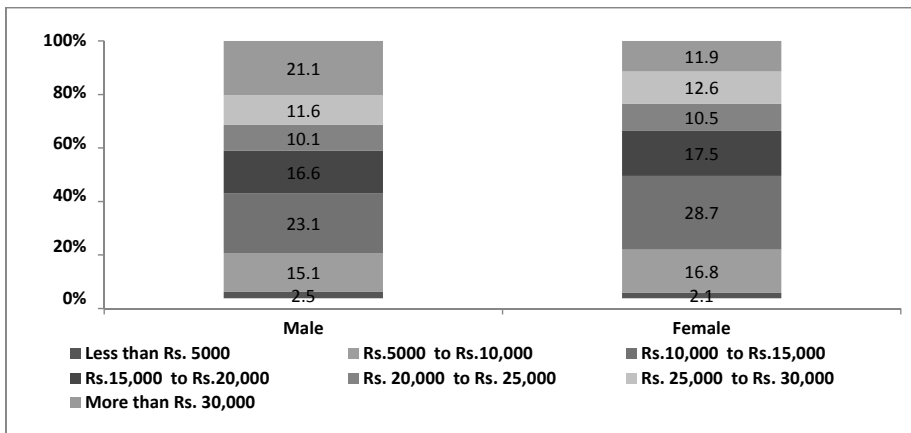 100%
21.1 11.9
80% 11.6 12.6
10.1 10.5
60% 16.6 17.5
40% 23.1 28.7
20% 15.1 16.8
0% 2.5 2.1
Male Female
Less than Rs. 5000 Rs.5000 to Rs.10,000 Rs.10,000 to Rs.15,000
Rs.15,000 to Rs.20,000 Rs. 20,000 to Rs. 25,000 Rs. 25,000 to Rs. 30,000
More than Rs. 30,000